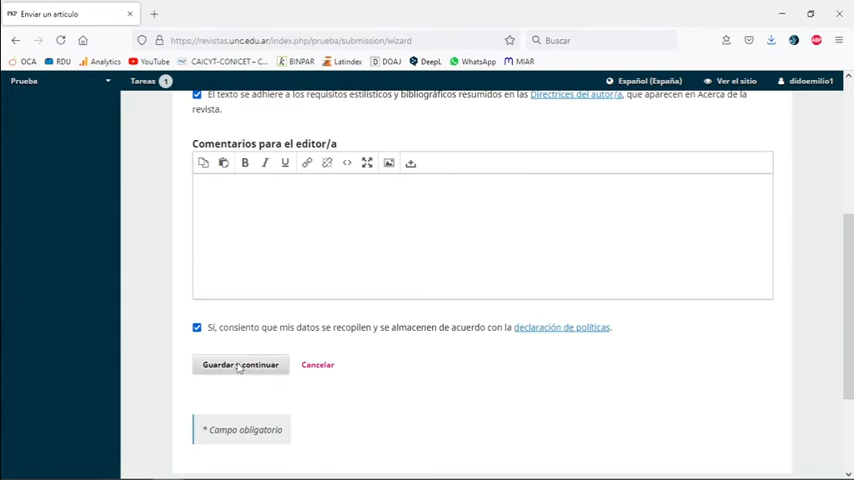 Enviar un artículo
https://revistas.unc.edu.ar/index.php/prueba/submission/wizard
Buscar
OCA RDU Analytics YouTube CAICYT-CONICET – C... BINPAR Latindex DOAJ DeepL WhatsApp MIAR
Prueba Tareas 1 Español (España) Ver el sitio didoemilio1
El texto se adhiere a los requisitos estilísticos y bibliográficos resumidos en las Directrices del autor/a, que aparecen en Acerca de la
revista.
Comentarios para el editor/a
B I U
Sí, consiento que mis datos se recopilen y se almacenen de acuerdo con la declaración de políticas.
Guardar y continuar Cancelar
* Campo obligatorio